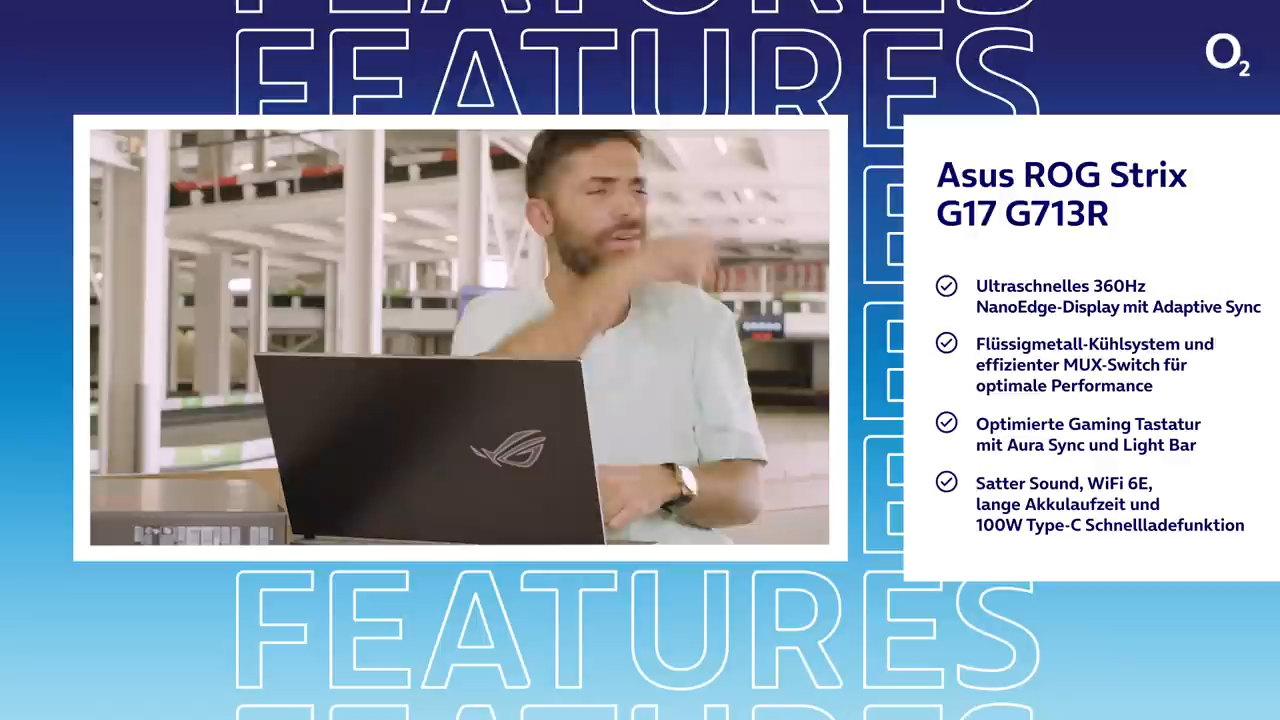 FEATURES
FEATURES
O2
Asus ROG Strix
G17 G713R
Ultraschnelles 360Hz
NanoEdge-Display mit Adaptive Sync
Flüssigmetall-Kühlsystem und
effizienter MUX-Switch für
optimale Performance
Optimierte Gaming Tastatur
mit Aura Sync und Light Bar
Satter Sound, WiFi 6E,
lange Akkulaufzeit und
100W Type-C Schnellladefunktion
E
E
E
E
FEATURES
FEATURES